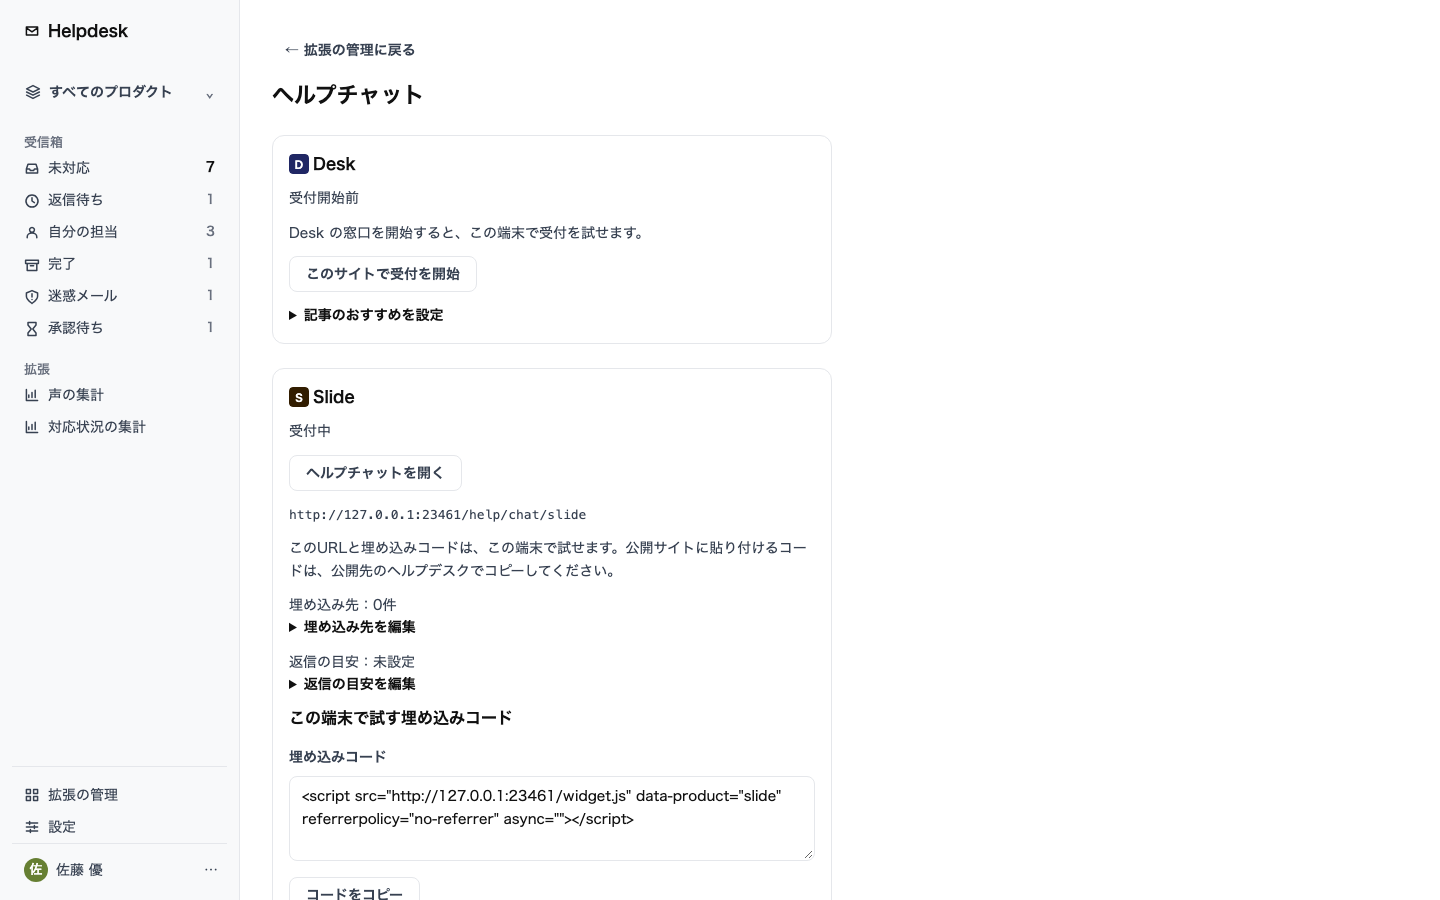 Helpdesk
すべてのプロダクト
受信箱
未対応 7
返信待ち 1
自分の担当 3
完了 1
迷惑メール 1
承認待ち 1
拡張
声の集計
対応状況の集計
拡張の管理
設定
佐 佐藤 優 …
← 拡張の管理に戻る
ヘルプチャット
D Desk
受付開始前
Desk の窓口を開始すると、この端末で受付を試せます。
このサイトで受付を開始
▶ 記事のおすすめを設定
S Slide
受付中
ヘルプチャットを開く
http://127.0.0.1:23461/help/chat/slide
このURLと埋め込みコードは、この端末で試せます。公開サイトに貼り付けるコー
ドは、公開先のヘルプデスクでコピーしてください。
埋め込み先：0件
▶ 埋め込み先を編集
返信の目安：未設定
▶ 返信の目安を編集
この端末で試す埋め込みコード
埋め込みコード
<script src="http://127.0.0.1:23461/widget.js" data-product="slide"
referrerpolicy="no-referrer" async=""></script>
コードをコピー